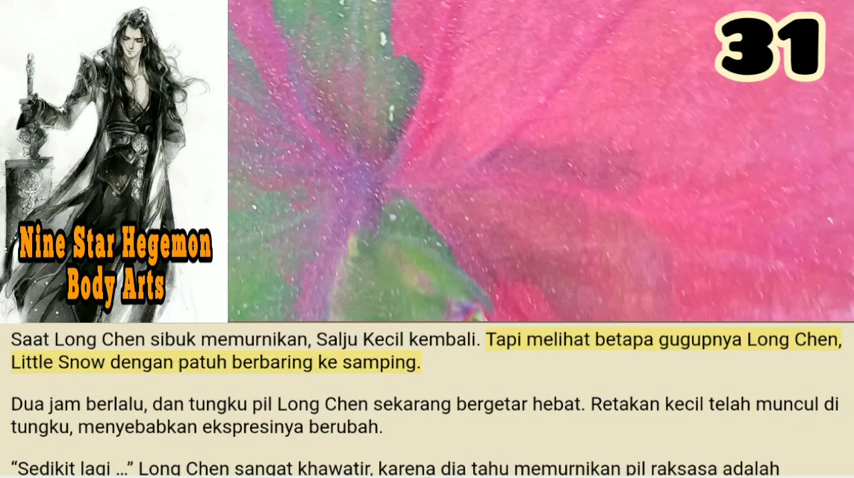 31
Nine Star Hegemon
Body Arts
Saat Long Chen sibuk memurnikan, Salju Kecil kembali. Tapi melihat betapa gugupnya Long Chen,
Little Snow dengan patuh berbaring ke samping.
Dua jam berlalu, dan tungku pil Long Chen sekarang bergetar hebat. Retakan kecil telah muncul di
tungku, menyebabkan ekspresinya berubah.
“Sedikit lagi …” Long Chen sangat khawatir, karena dia tahu memurnikan pil raksasa adalah